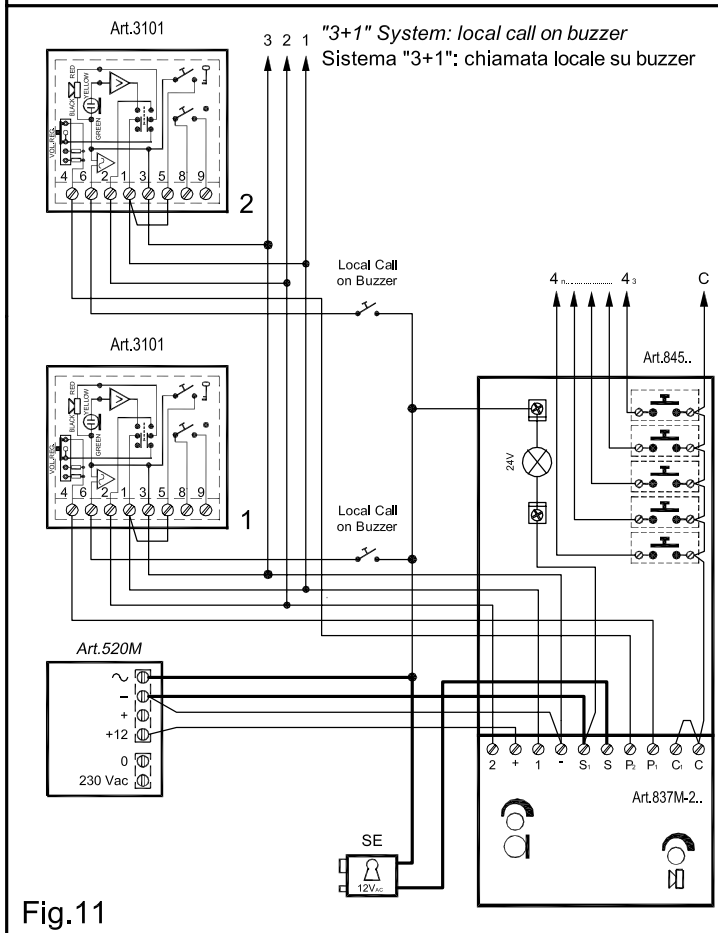 "3+1" System: local call on buzzer
Sistema "3+1": chiamata locale su buzzer
3 2 1
Art.3101
RED
BLACK
YELLOW
GREEN
VOL.REG.
4 6 2 1 3 5 8 9
2
Local Call
on Buzzer
4 n............... 4 3
C
Art.845..
24V
Art.3101
RED
BLACK
YELLOW
GREEN
VOL.REG.
4 6 2 1 3 5 8 9
1
Local Call
on Buzzer
Art.520M
~
–
+
+12
0
230 Vac
2 + 1 - S1 S P2 P1 C1 C
Art.837M-2..
SE
12VAC
Fig.11